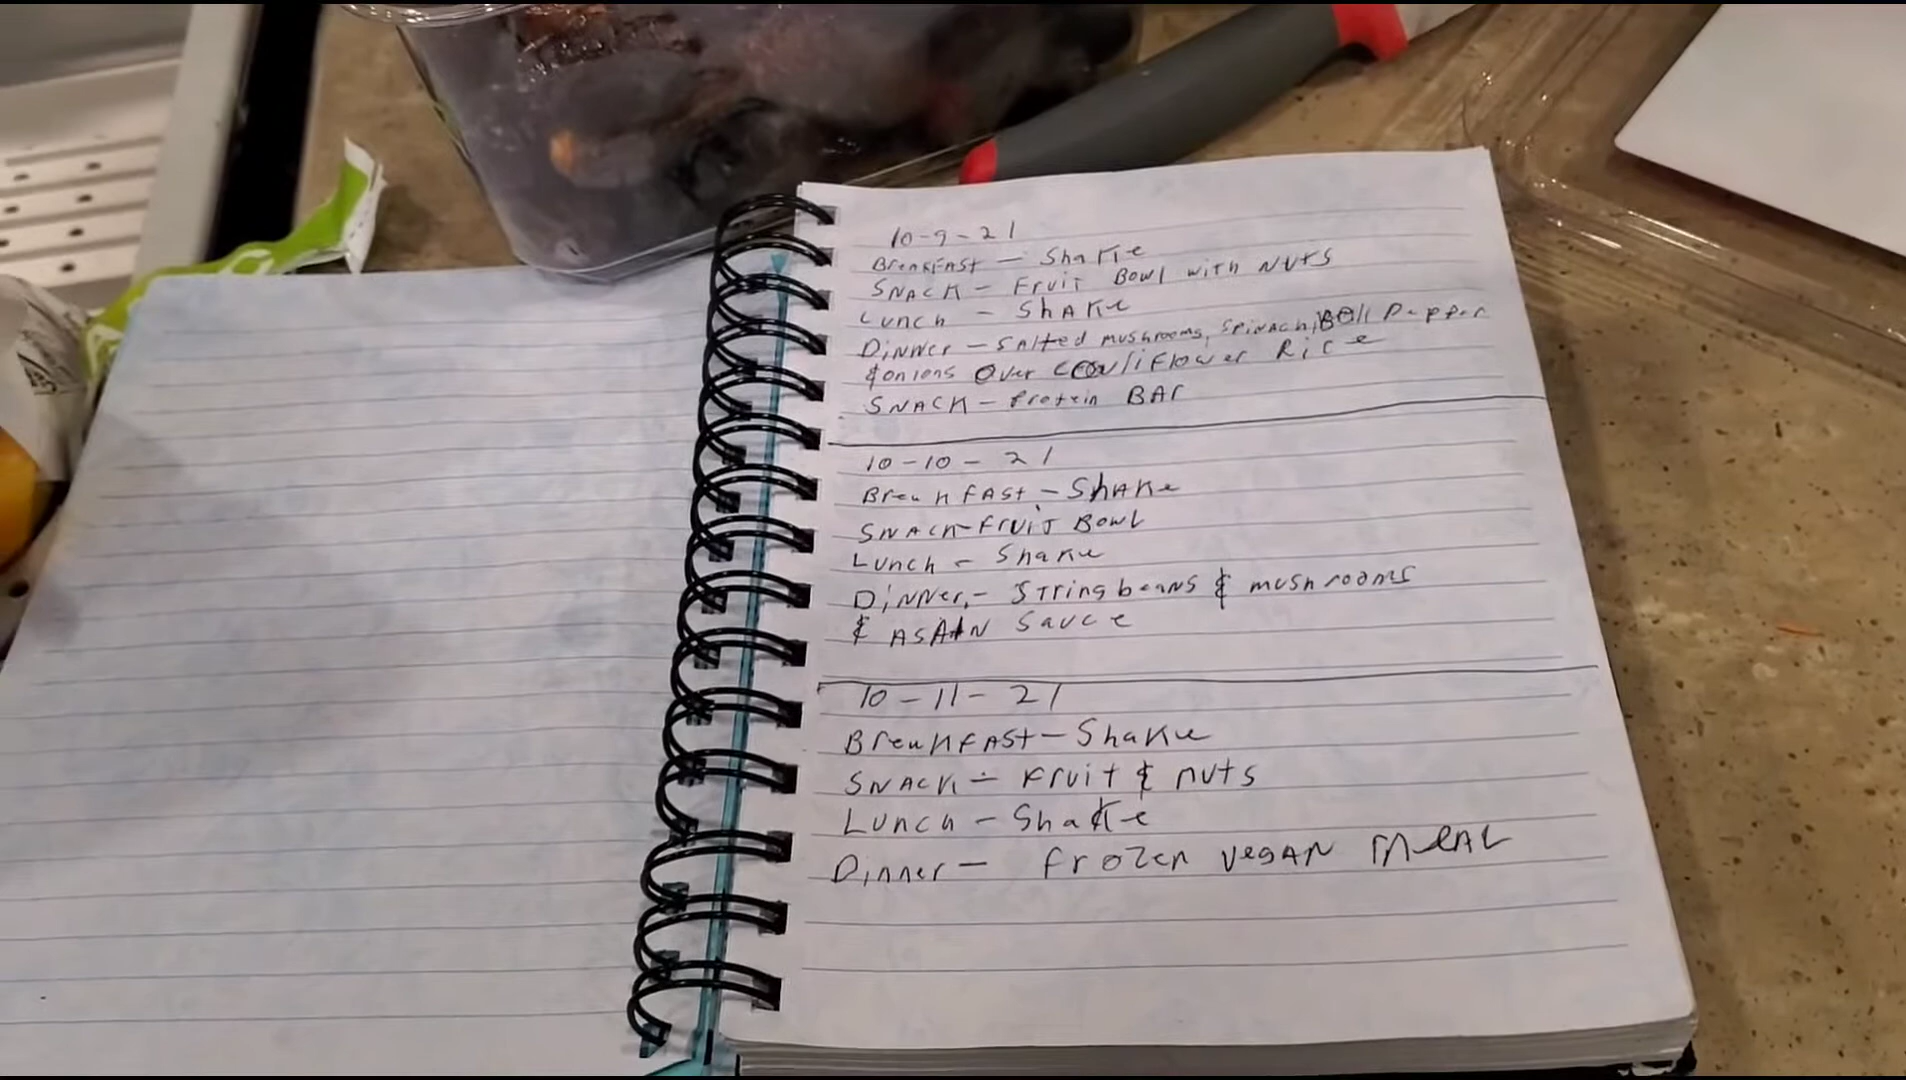 10-9-21
Breakfast - Shake
Snack - Fruit Bowl with Nuts
Lunch - Shake
Dinner - Salted mushrooms, spinach, Bell Pepper
& onions over Cauliflower Rice
Snack - Protein Bar
10-10-21
Breakfast - Shake
Snack - Fruit Bowl
Lunch - Shake
Dinner - String beans & mushrooms
& Asain Sauce
10-11-21
Breakfast - Shake
Snack - Fruit & nuts
Lunch - Shake
Dinner - Frozen vegan meal